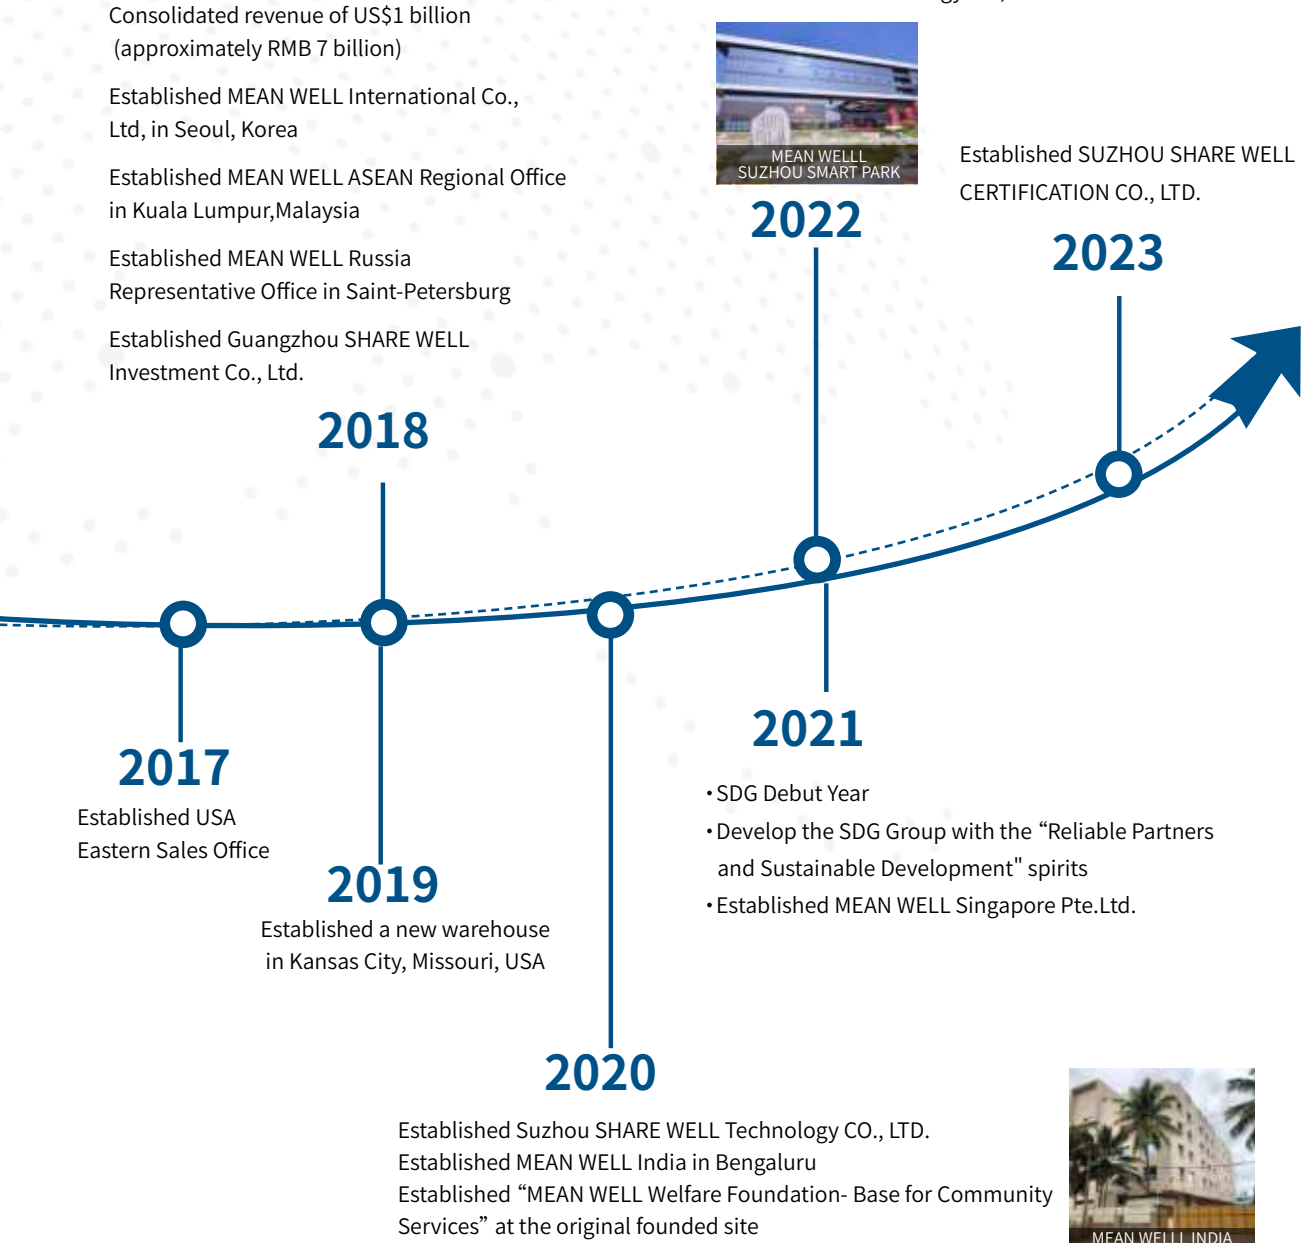 Consolidated revenue of US$1 billion
(approximately RMB 7 billion)
Established MEAN WELL International Co.,
Ltd, in Seoul, Korea
Established MEAN WELL ASEAN Regional Office
in Kuala Lumpur,Malaysia
Established MEAN WELL Russia
Representative Office in Saint-Petersburg
Established Guangzhou SHARE WELL
Investment Co., Ltd.
2018
MEAN WELLL
SUZHOU SMART PARK
2022
Established SUZHOU SHARE WELL
CERTIFICATION CO., LTD.
2023
2017
Established USA
Eastern Sales Office
2019
Established a new warehouse
in Kansas City, Missouri, USA
2021
・SDG Debut Year
・Develop the SDG Group with the “Reliable Partners
and Sustainable Development" spirits
・Established MEAN WELL Singapore Pte.Ltd.
2020
Established Suzhou SHARE WELL Technology CO., LTD.
Established MEAN WELL India in Bengaluru
Established “MEAN WELL Welfare Foundation- Base for Community
Services” at the original founded site
MEAN WELLL INDIA